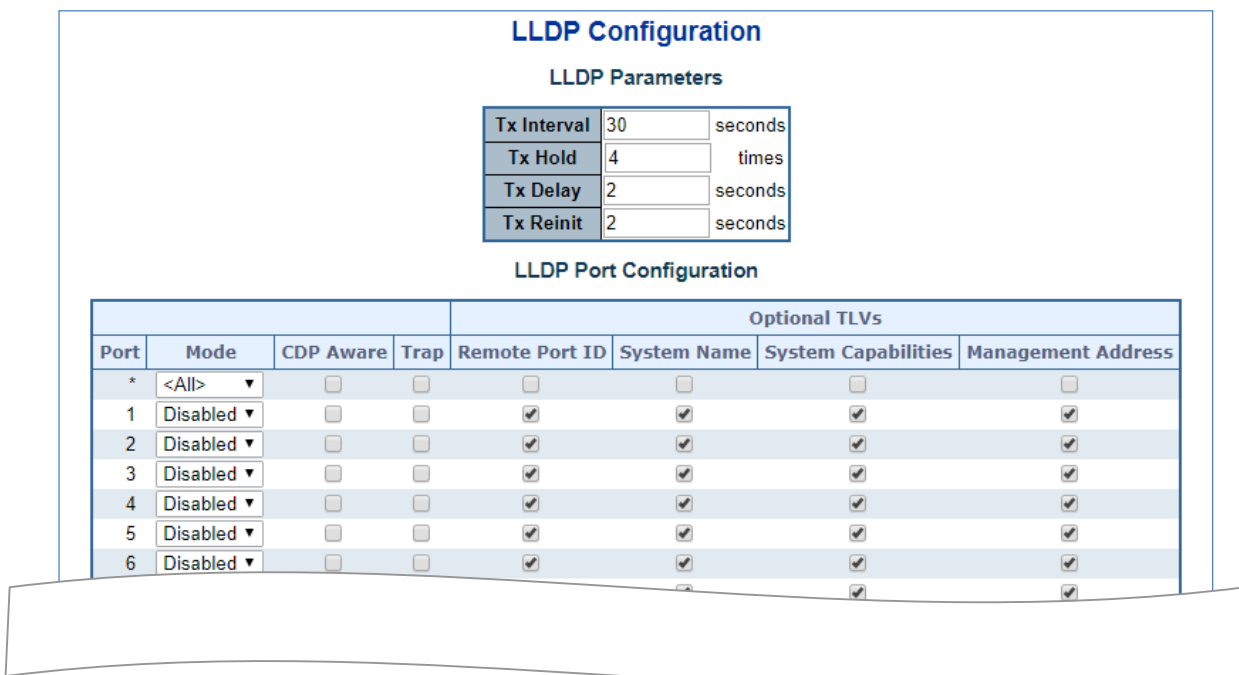 LLDP Configuration
LLDP Parameters
Tx Interval 30 seconds
Tx Hold 4 times
Tx Delay 2 seconds
Tx Reinit 2 seconds
LLDP Port Configuration
Optional TLVs
Port Mode CDP Aware Trap Remote Port ID System Name System Capabilities Management Address
* <All>
1 Disabled
2 Disabled
3 Disabled
4 Disabled
5 Disabled
6 Disabled